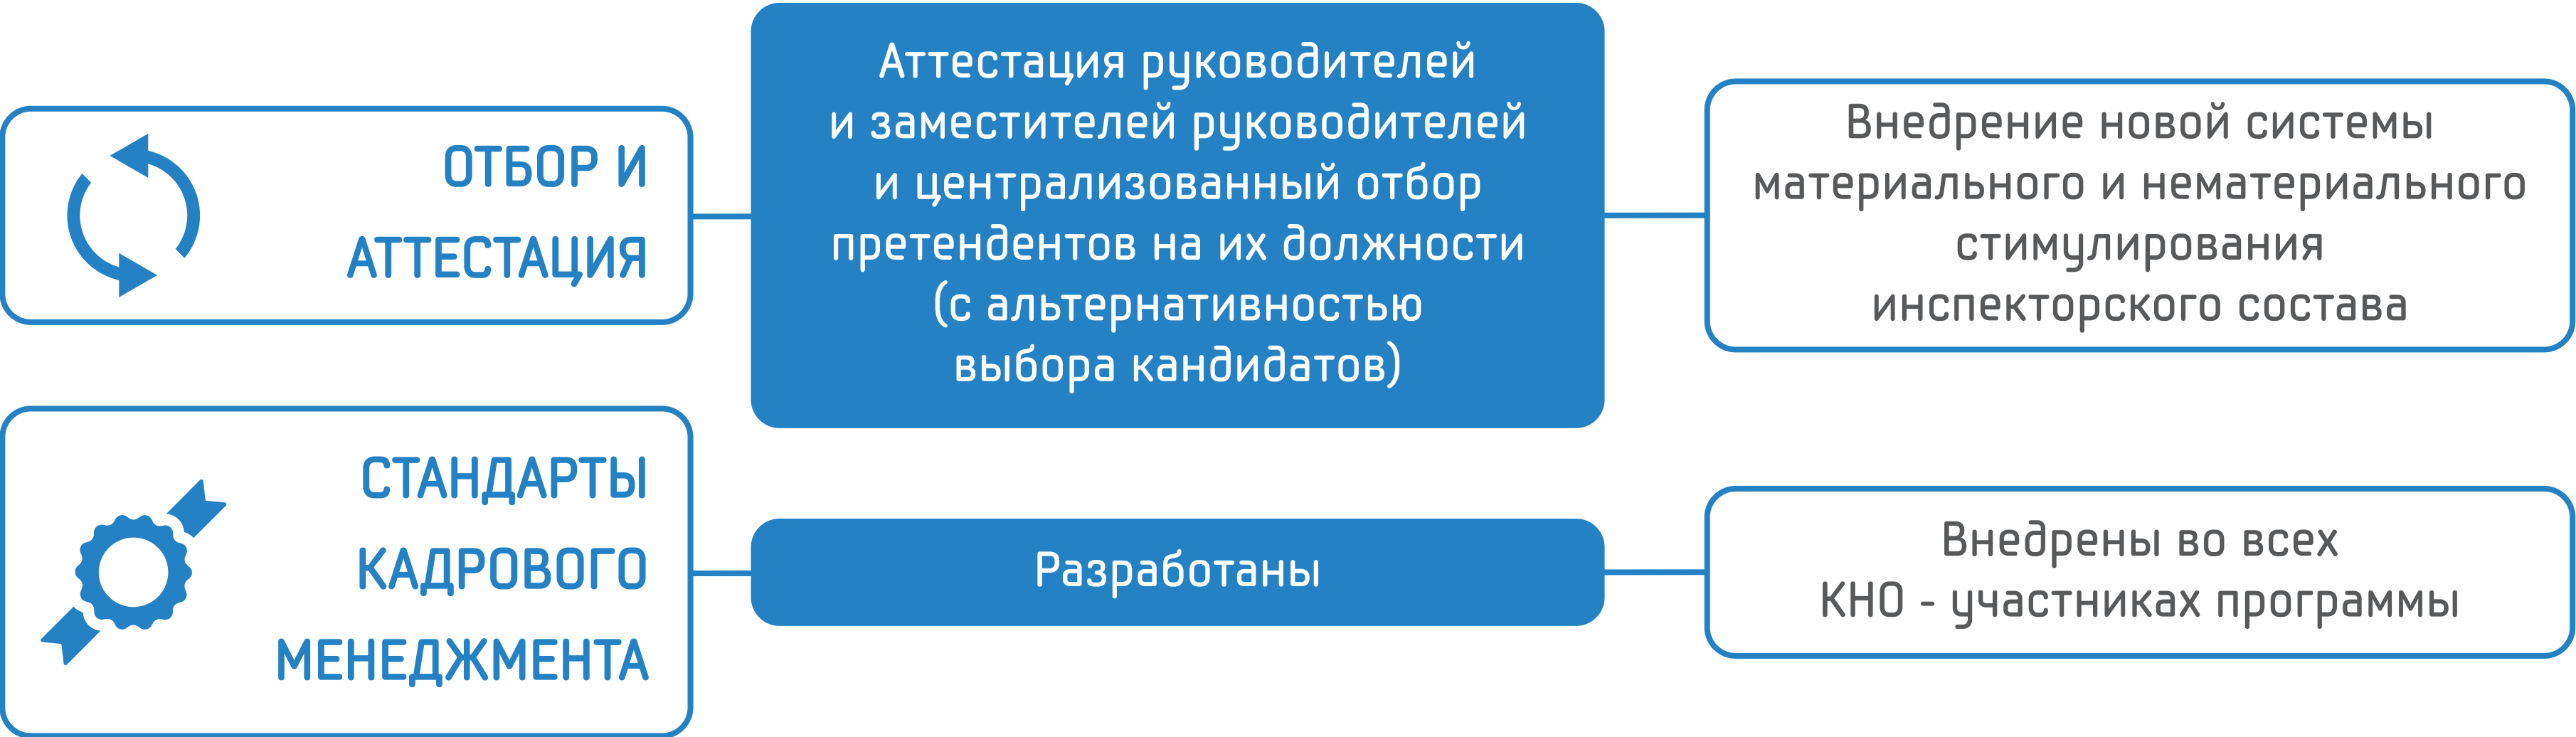 ОТБОР И
АТТЕСТАЦИЯ
Аттестация руководителей
и заместителей руководителей
и централизованный отбор
претендентов на их должности
(с альтернативностью
выбора кандидатов)
Внедрение новой системы
материального и нематериального
стимулирования
инспекторского состава
СТАНДАРТЫ
КАДРОВОГО
МЕНЕДЖМЕНТА
Разработаны
Внедрены во всех
КНО - участниках программы